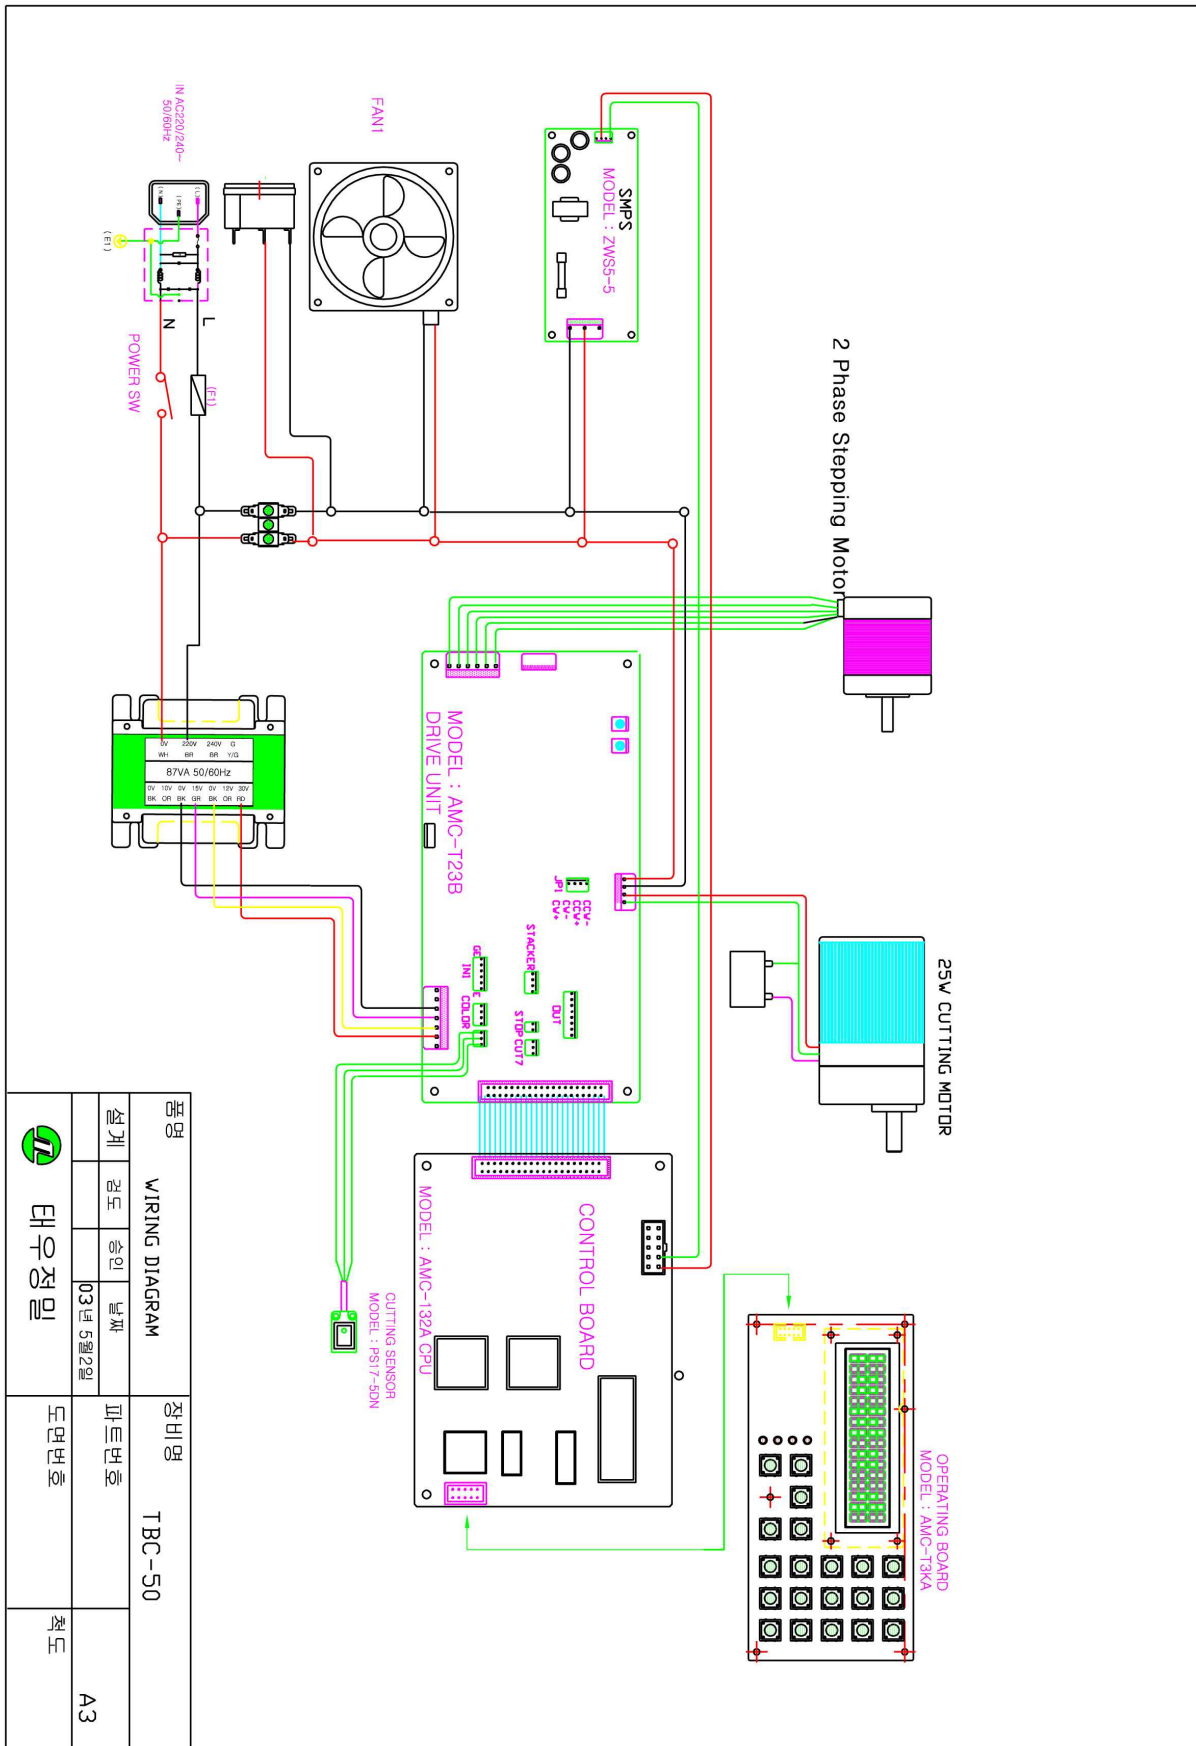 IN AC220/240~
50/60Hz
(L)
(PE)
(N)
(E1)
L
N
(F1)
POWER SW
FAN1
SMPS
MODEL : ZWS5-5
2 Phase Stepping Motor
0V 220V 240V G
WH BR BR Y/G
87VA 50/60Hz
0V 10V 0V 15V 0V 12V 30V
BK OR BK GR BK OR RD
MODEL : AMC-T23B
DRIVE UNIT
JP1
CCW-
CCW+
CV-
CV+
STACKER
IN1
COLOR
STOP
CUT7
OUT
25W CUTTING MOTOR
CUTTING SENSOR
MODEL : PS17-5DN
CONTROL BOARD
MODEL : AMC-132A CPU
OPERATING BOARD
MODEL : AMC-T3KA
품명
WIRING DIAGRAM
장비명
TBC-50
설계
검도
승인
날짜
03년 5월2일
파트번호
태우정밀
도면번호
척도
A3